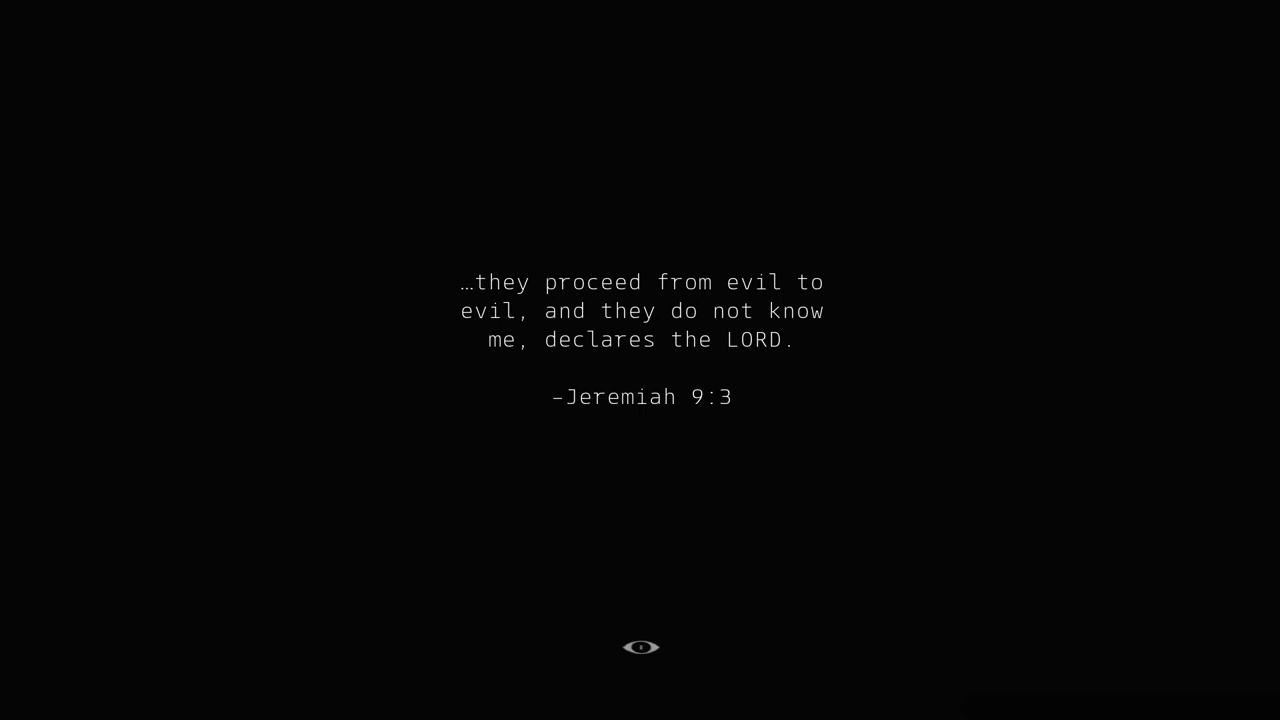 …they proceed from evil to
evil, and they do not know
me, declares the LORD.
–Jeremiah 9:3